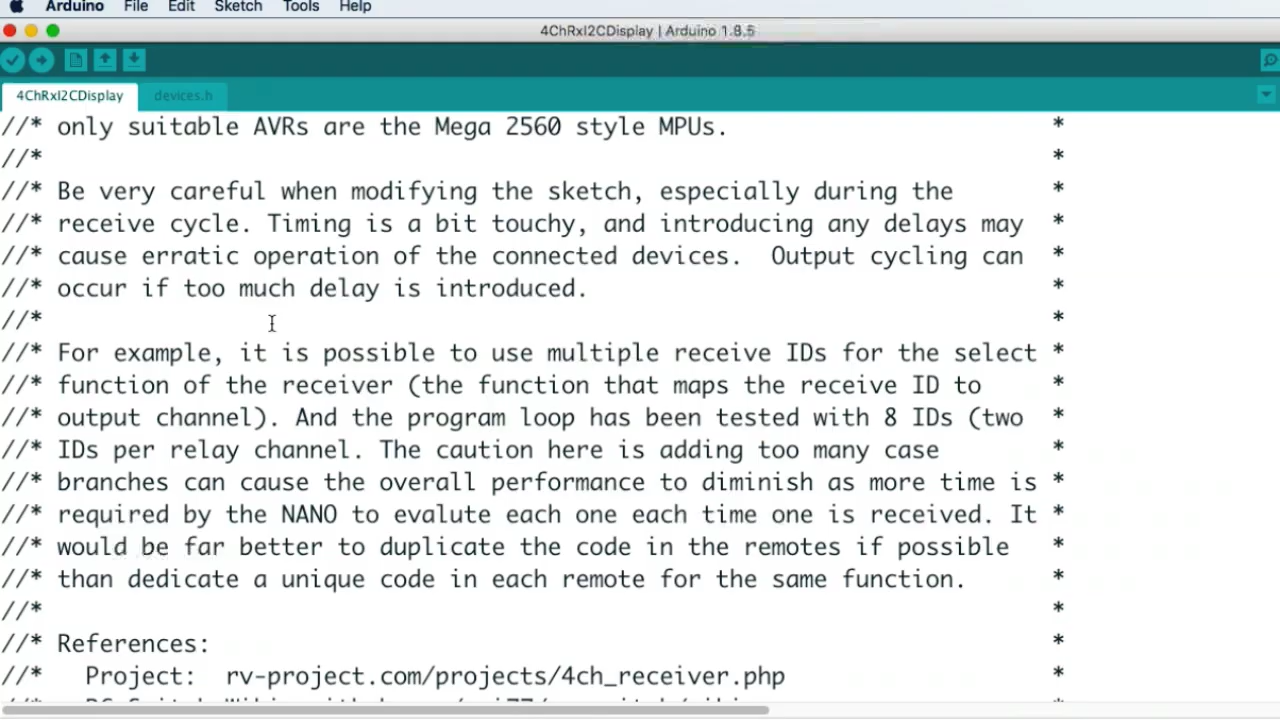 Arduino File Edit Sketch Tools Help
4ChRxI2CDisplay | Arduino 1.8.5
4ChRxI2CDisplay devices.h
//* only suitable AVRs are the Mega 2560 style MPUs. *
//* *
//* Be very careful when modifying the sketch, especially during the *
//* receive cycle. Timing is a bit touchy, and introducing any delays may *
//* cause erratic operation of the connected devices.  Output cycling can *
//* occur if too much delay is introduced. *
//* *
//* For example, it is possible to use multiple receive IDs for the select *
//* function of the receiver (the function that maps the receive ID to *
//* output channel). And the program loop has been tested with 8 IDs (two *
//* IDs per relay channel. The caution here is adding too many case *
//* branches can cause the overall performance to diminish as more time is *
//* required by the NANO to evalute each one each time one is received. It *
//* would be far better to duplicate the code in the remotes if possible *
//* than dedicate a unique code in each remote for the same function. *
//* *
//* References: *
//*   Project:  rv-project.com/projects/4ch_receiver.php *